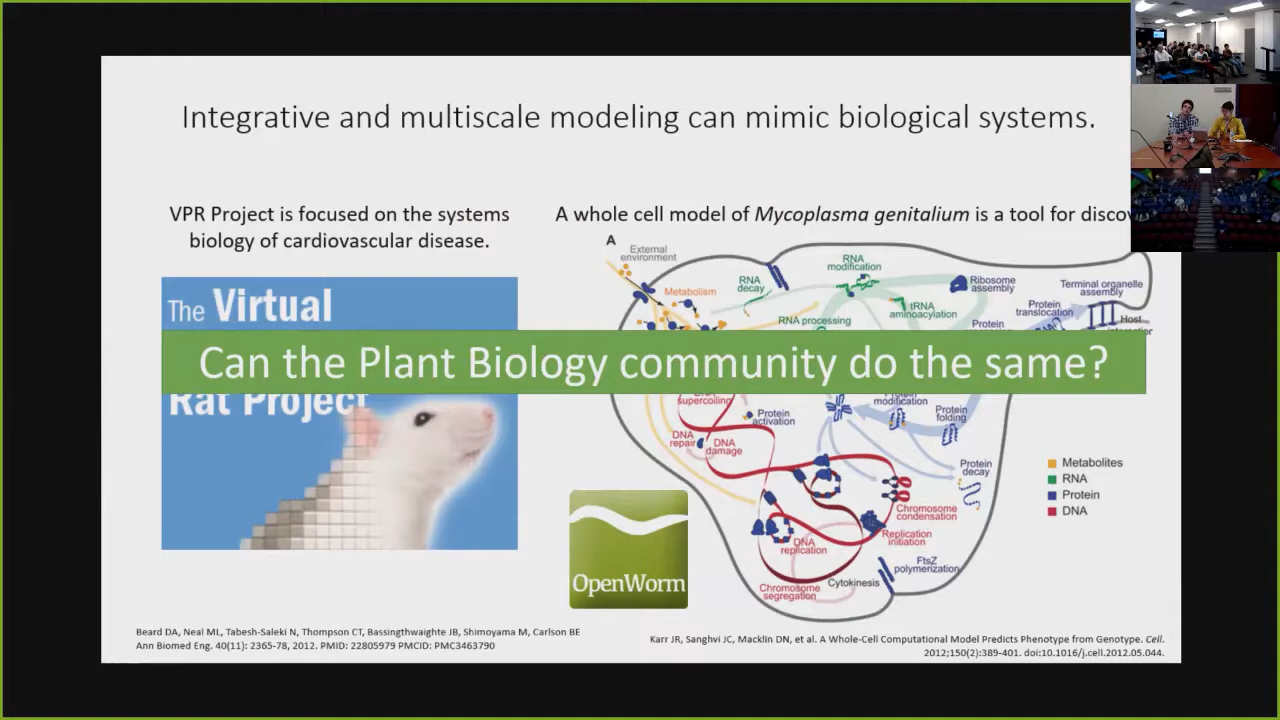 Integrative and multiscale modeling can mimic biological systems.
VPR Project is focused on the systems
biology of cardiovascular disease.
A whole cell model of Mycoplasma genitalium is a tool for
The Virtual
Can the Plant Biology community do the same?
Rat Project
A
External
environment
Metabolism
RNA
decay
RNA
modification
RNA processing
tRNA
aminoacylation
Ribosome
assembly
Protein
Protein
translocation
Terminal organelle
assembly
Host
DNA
supercoiling
Protein
activation
DNA
repair
DNA
damage
Protein
modification
Protein
folding
Protein
decay
Chromosome
condensation
Replication
initiation
DNA
replication
FtsZ
polymerization
Cytokinesis
Chromosome
segregation
Metabolites
RNA
Protein
DNA
OpenWorm
Beard DA, Neal ML, Tabesh-Saleki N, Thompson CT, Bassingthwaighte JB, Shimoyama M, Carlson BE
Ann Biomed Eng. 40(11): 2365-78, 2012. PMID: 22805979 PMCID: PMC3463790
Karr JR, Sanghvi JC, Macklin DN, et al. A Whole-Cell Computational Model Predicts Phenotype from Genotype. Cell.
2012;150(2):389-401. doi:10.1016/j.cell.2012.05.044.